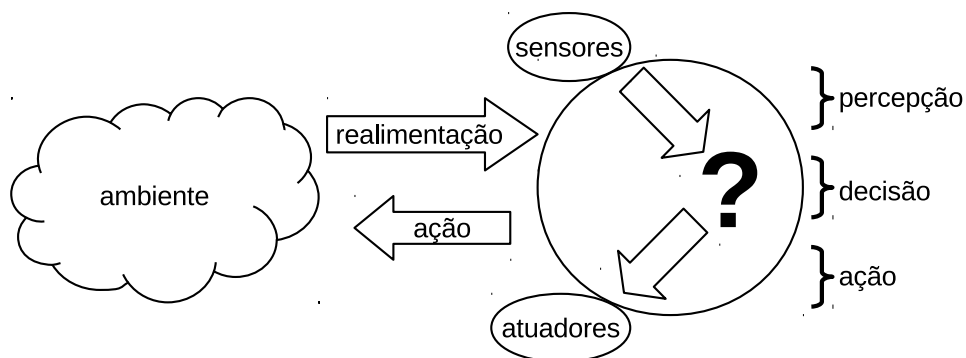 sensores
percepção
realimentação
ambiente
?
decisão
ação
ação
atuadores